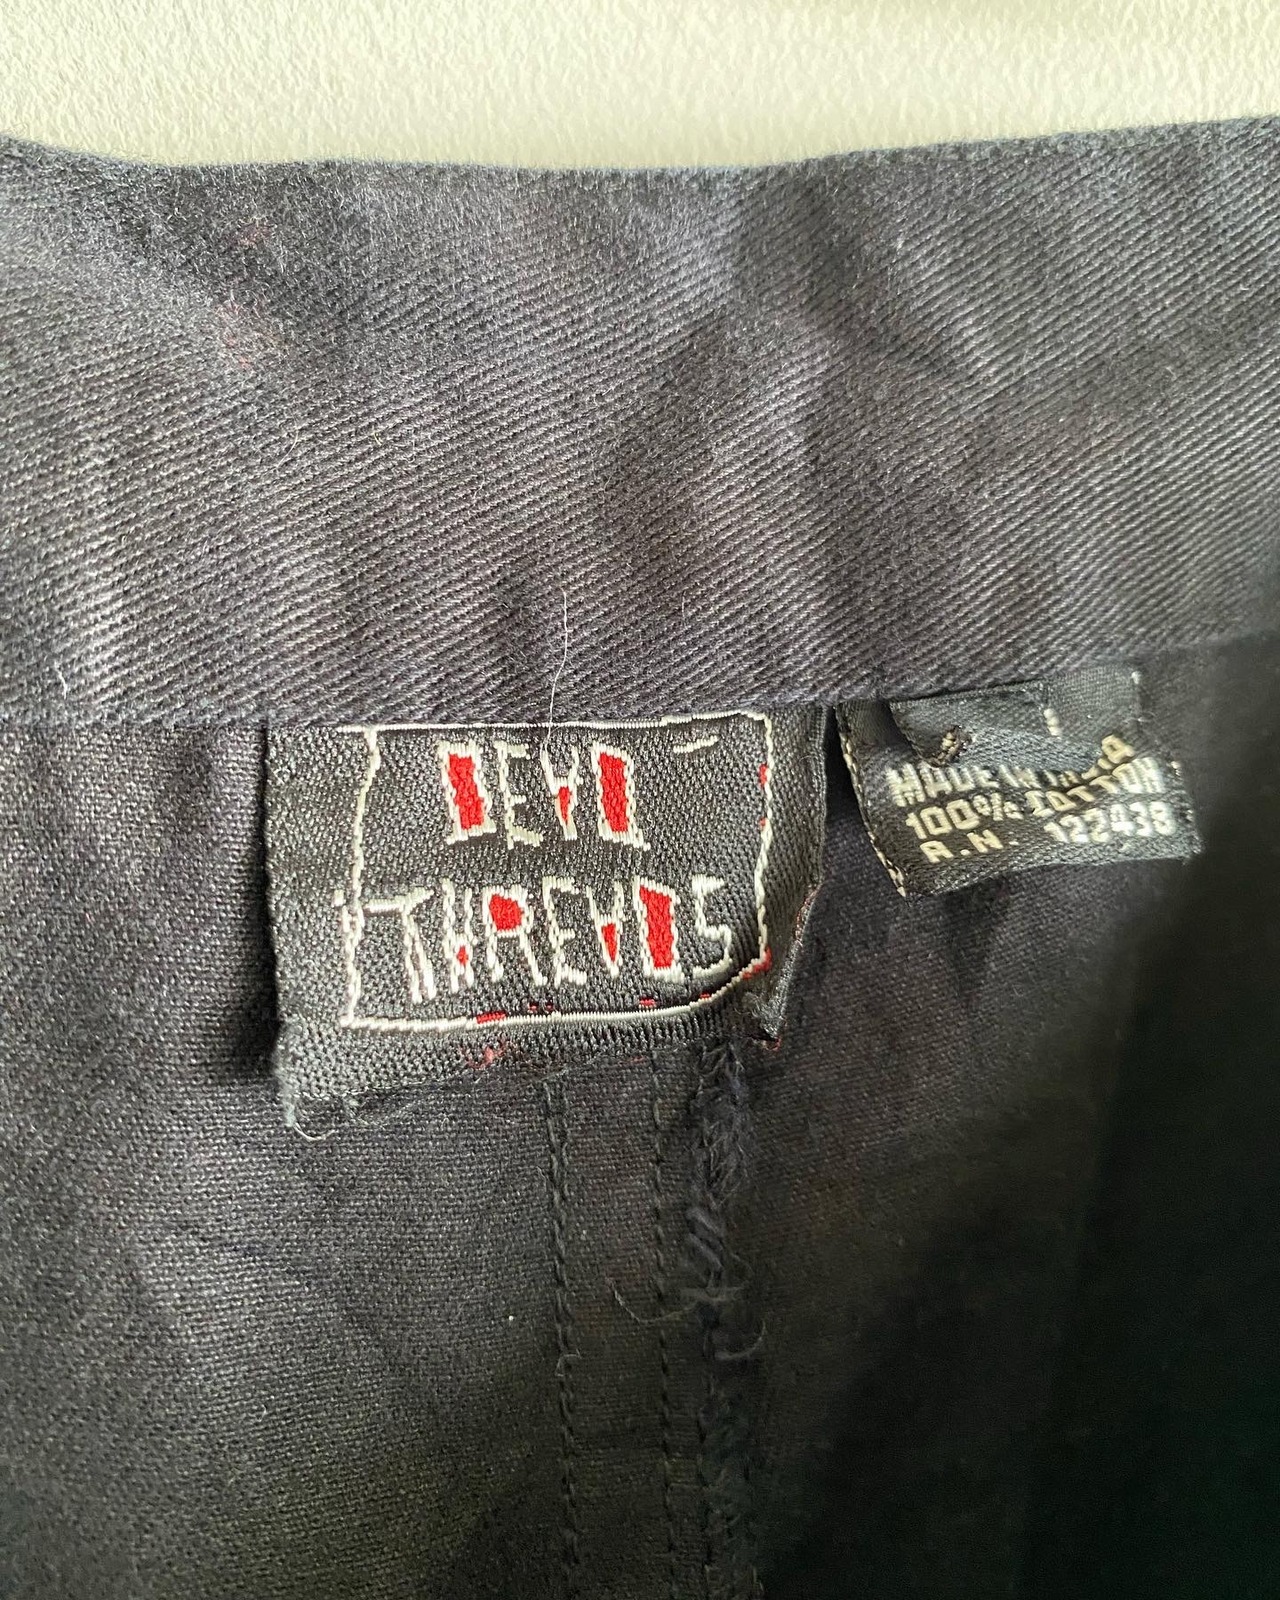 DEAD
THREADS
MADE IN INDIA
100% COTTON
R.N. 122438